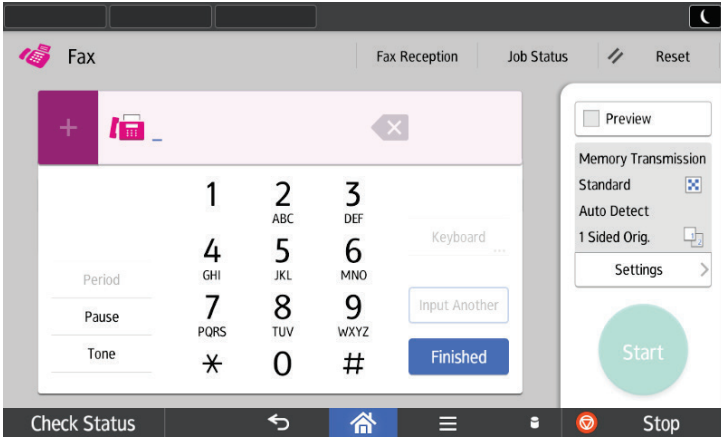 Fax
Fax Reception
Job Status
Reset
+
_
Preview
Memory Transmission
Standard
Auto Detect
1 Sided Orig.
Settings >
Start
1
2
ABC
3
DEF
Keyboard ...
4
GHI
5
JKL
6
MNO
Period
Pause
Tone
7
PQRS
8
TUV
9
WXYZ
Input Another
*
0
#
Finished
Check Status
Stop